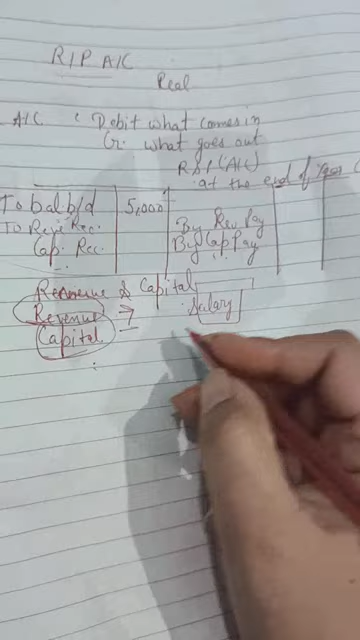 R/P A/C
Real
A/C : Debit what comes in
Cr. what goes out
R&P (A/C)
at the end of Year
To bal b/d 5,000
To Reve Rec. By Rev Pay
Cap. Rec. By Cap Pay
Revenue & Capital
Revenue Salary
Capital